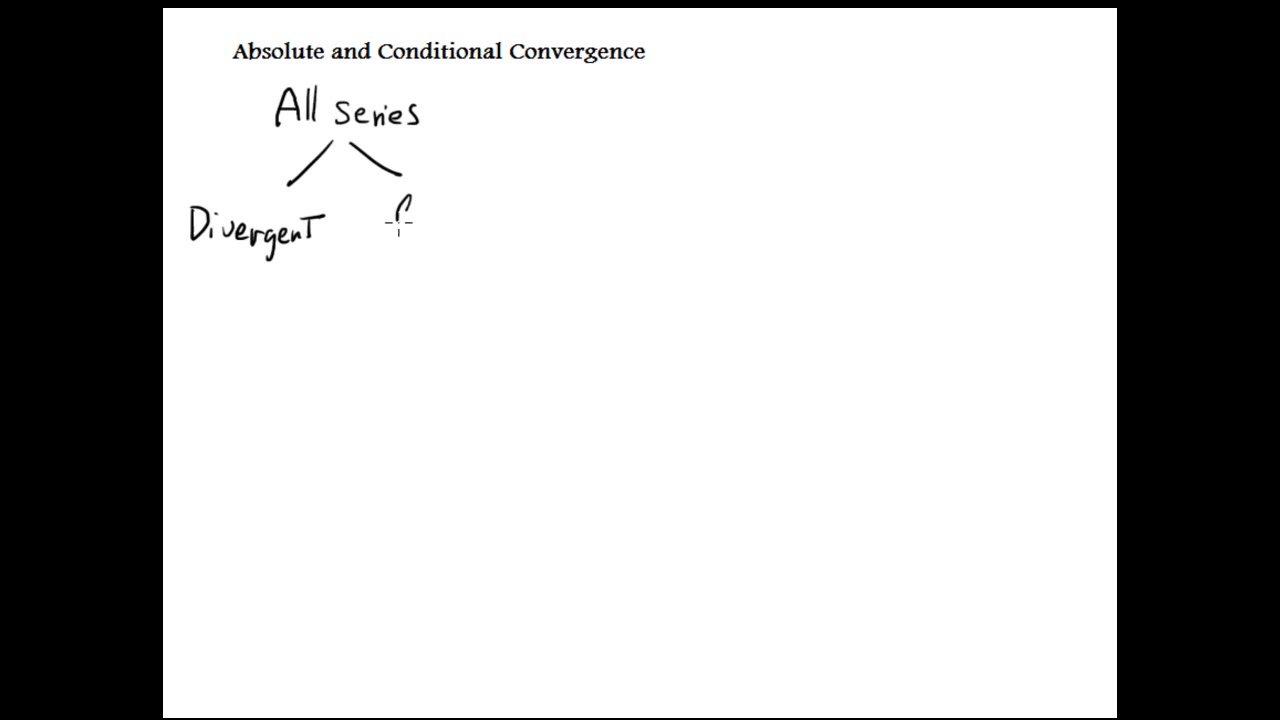 Absolute and Conditional Convergence
All series
Divergent